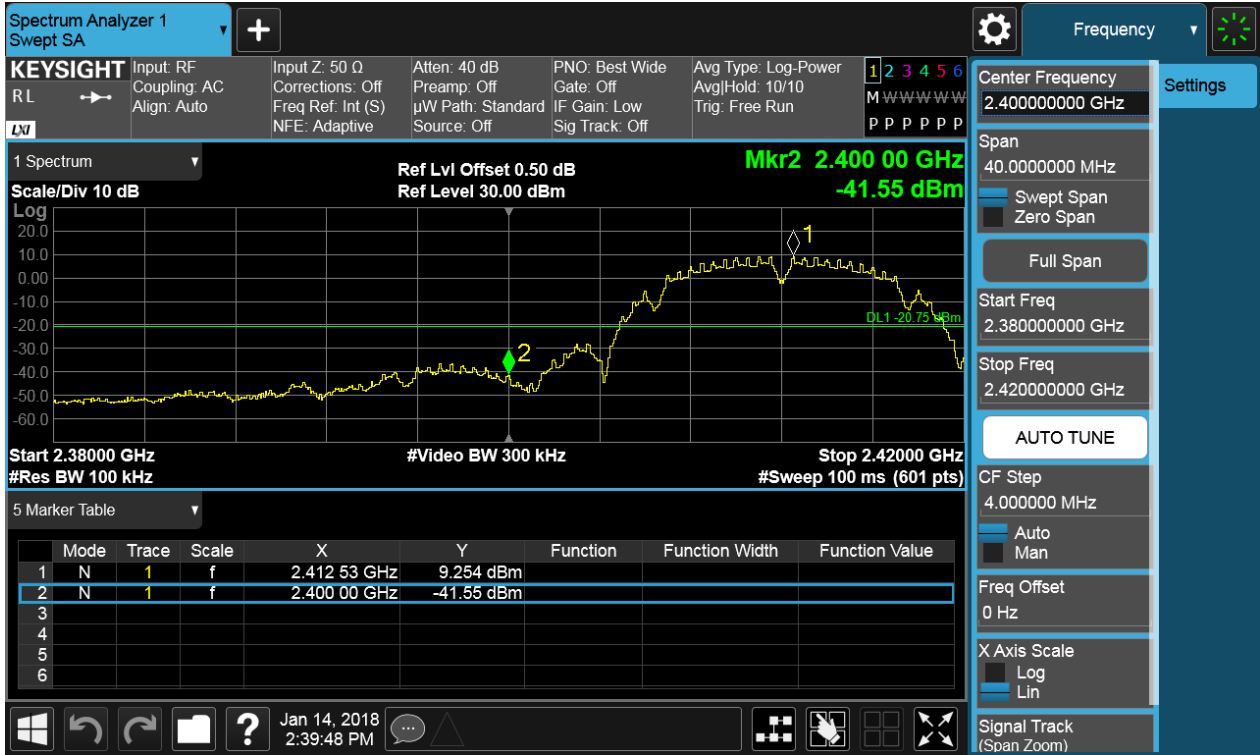 Spectrum Analyzer 1
Swept SA
Frequency
KEYSIGHT
RL
LXI
Input: RF
Coupling: AC
Align: Auto
Input Z: 50 Ω
Corrections: Off
Freq Ref: Int (S)
NFE: Adaptive
Atten: 40 dB
Preamp: Off
µW Path: Standard
Source: Off
PNO: Best Wide
Gate: Off
IF Gain: Low
Sig Track: Off
Avg Type: Log-Power
Avg|Hold: 10/10
Trig: Free Run
1 2 3 4 5 6
M W W W W W
P P P P P P
1 Spectrum
Scale/Div 10 dB
Ref Lvl Offset 0.50 dB
Ref Level 30.00 dBm
Mkr2 2.400 00 GHz
-41.55 dBm
Log
20.0
10.0
0.00
-10.0
-20.0
-30.0
-40.0
-50.0
-60.0
1
2
DL1 -20.75 dBm
Start 2.38000 GHz
#Video BW 300 kHz
Stop 2.42000 GHz
#Res BW 100 kHz
#Sweep 100 ms (601 pts)
5 Marker Table
Mode Trace Scale X Y Function Function Width Function Value
1 N 1 f 2.412 53 GHz 9.254 dBm
2 N 1 f 2.400 00 GHz -41.55 dBm
3
4
5
6
?
Jan 14, 2018
2:39:48 PM
Center Frequency
2.400000000 GHz
Settings
Span
40.0000000 MHz
Swept Span
Zero Span
Full Span
Start Freq
2.380000000 GHz
Stop Freq
2.420000000 GHz
AUTO TUNE
CF Step
4.000000 MHz
Auto
Man
Freq Offset
0 Hz
X Axis Scale
Log
Lin
Signal Track
(Span Zoom)